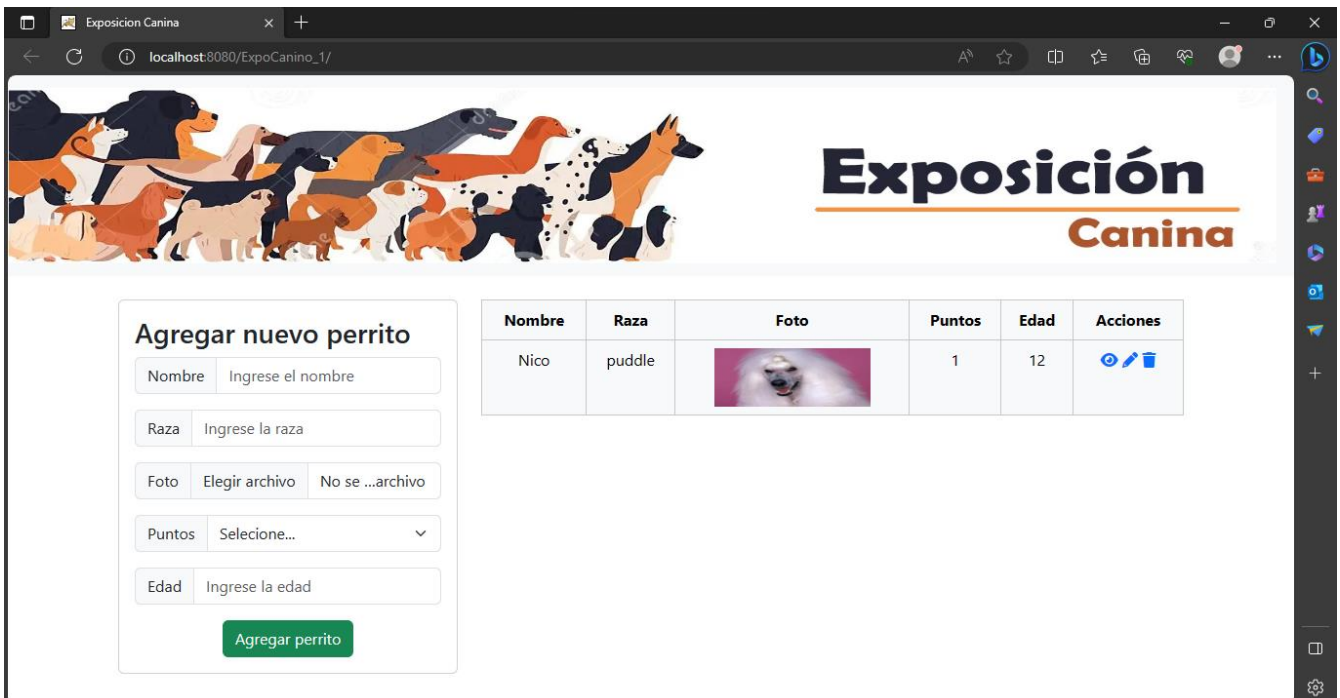 Exposicion Canina
localhost:8080/ExpoCanino_1/
Exposición
Canina
Agregar nuevo perrito
Nombre Ingrese el nombre
Raza Ingrese la raza
Foto Elegir archivo No se ...archivo
Puntos Selecione...
Edad Ingrese la edad
Agregar perrito
Nombre Raza Foto Puntos Edad Acciones
Nico puddle 1 12